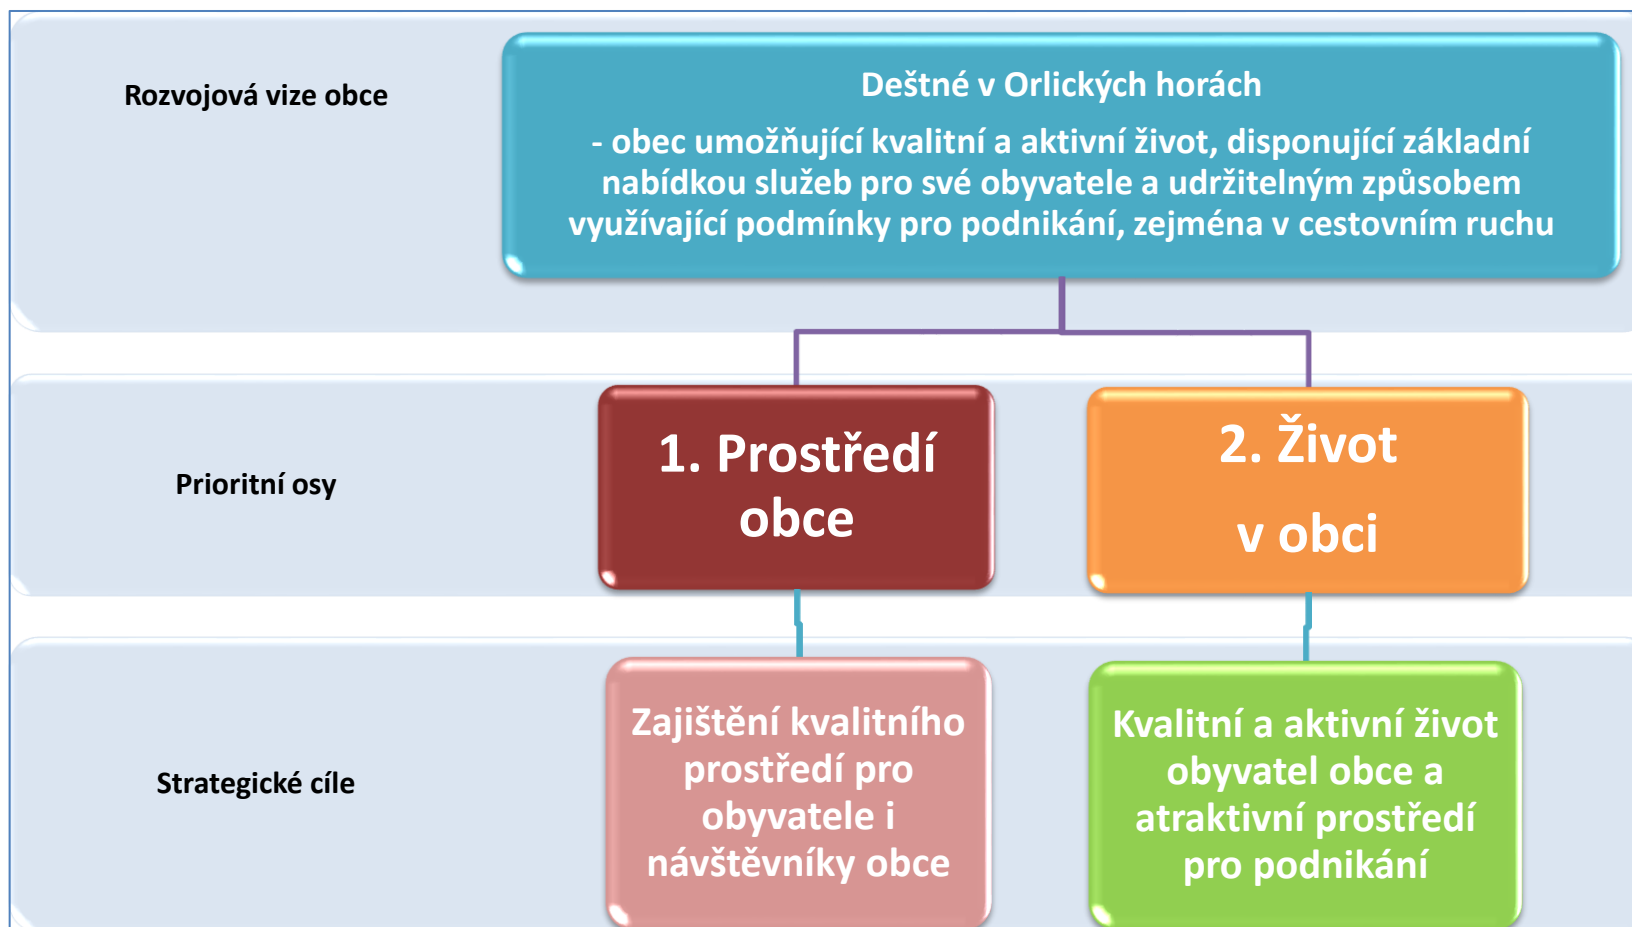 Rozvojová vize obce
Deštné v Orlických horách
- obec umožňující kvalitní a aktivní život, disponující základní
nabídkou služeb pro své obyvatele a udržitelným způsobem
využívající podmínky pro podnikání, zejména v cestovním ruchu
Prioritní osy
1. Prostředí
obce
2. Život
v obci
Strategické cíle
Zajištění kvalitního
prostředí pro
obyvatele i
návštěvníky obce
Kvalitní a aktivní život
obyvatel obce a
atraktivní prostředí
pro podnikání